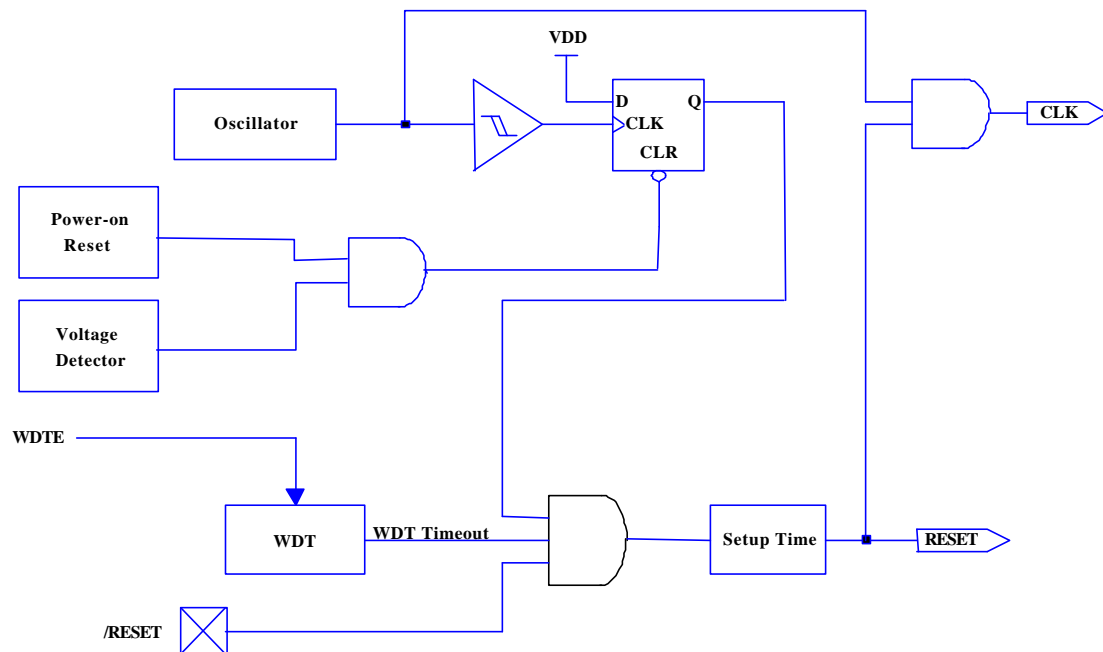 VDD
Oscillator
D
Q
CLK
CLR
CLK
Power-on
Reset
Voltage
Detector
WDTE
WDT
WDT Timeout
Setup Time
RESET
/RESET